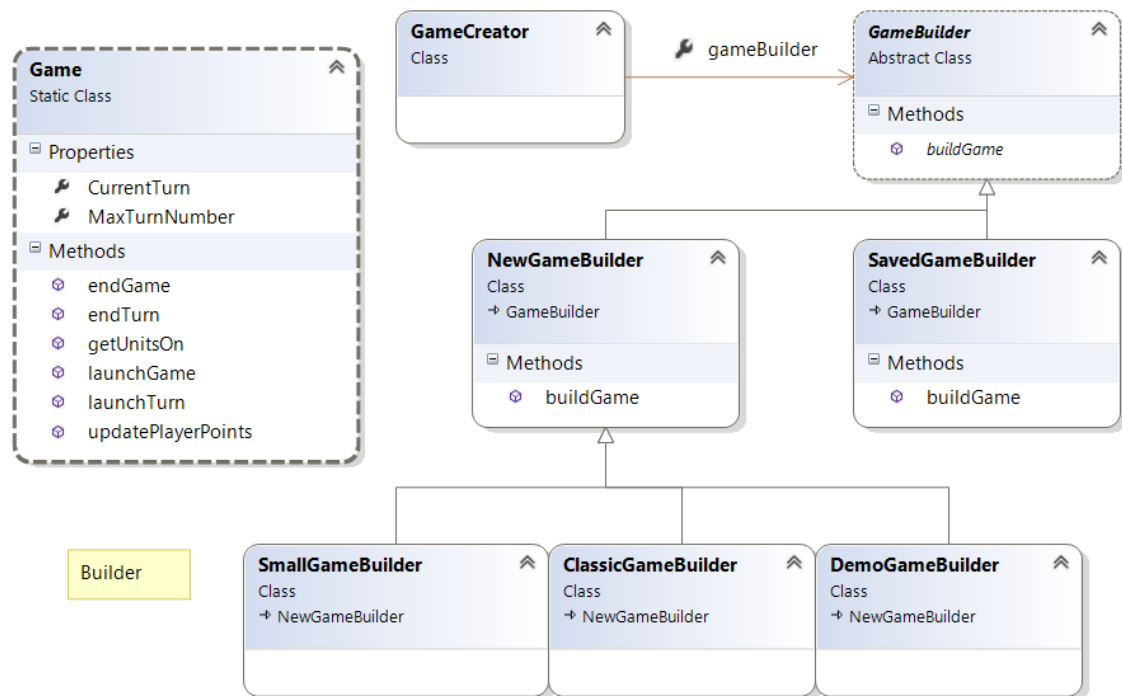 Game
Static Class
Properties
CurrentTurn
MaxTurnNumber
Methods
endGame
endTurn
getUnitsOn
launchGame
launchTurn
updatePlayerPoints
GameCreator
Class
gameBuilder
GameBuilder
Abstract Class
Methods
buildGame
NewGameBuilder
Class
GameBuilder
Methods
buildGame
SavedGameBuilder
Class
GameBuilder
Methods
buildGame
Builder
SmallGameBuilder
Class
NewGameBuilder
ClassicGameBuilder
Class
NewGameBuilder
DemoGameBuilder
Class
NewGameBuilder